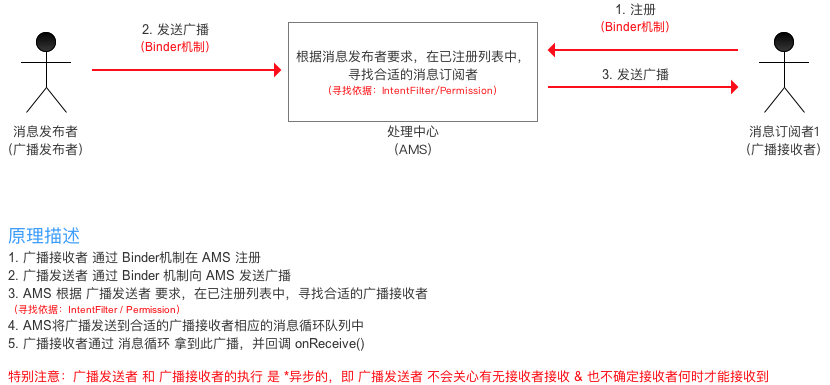 1. 注册
(Binder机制)
2. 发送广播
(Binder机制)
根据消息发布者要求，在已注册列表中，
寻找合适的消息订阅者
（寻找依据：IntentFilter/Permission）
3. 发送广播
消息发布者
(广播发布者)
处理中心
（AMS）
消息订阅者1
(广播接收者)
原理描述
1. 广播接收者 通过 Binder机制在 AMS 注册
2. 广播发送者 通过 Binder 机制向 AMS 发送广播
3. AMS 根据 广播发送者 要求，在已注册列表中，寻找合适的广播接收者
（寻找依据：IntentFilter / Permission）
4. AMS将广播发送到合适的广播接收者相应的消息循环队列中
5. 广播接收者通过 消息循环 拿到此广播，并回调 onReceive()
特别注意：广播发送者 和 广播接收者的执行 是 *异步的，即 广播发送者 不会关心有无接收者接收 & 也不确定接收者何时才能接收到